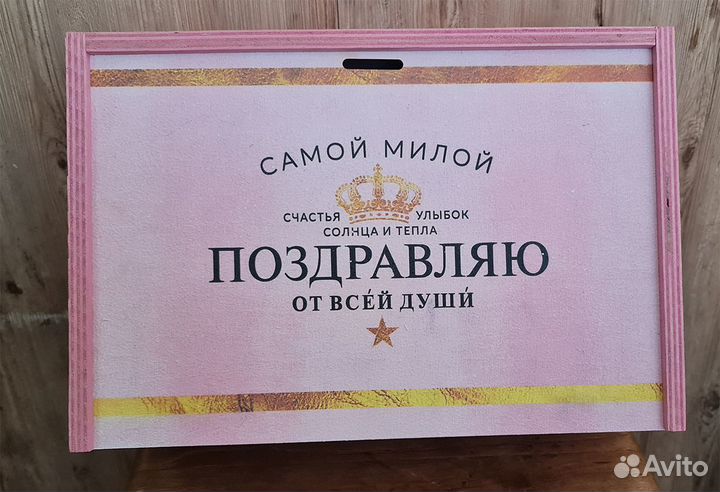 САМОЙ МИЛОЙ
СЧАСТЬЯ УЛЫБОК
СОЛНЦА И ТЕПЛА
ПОЗДРАВЛЯЮ
ОТ ВСЕ́Й ДУШИ́
Avito